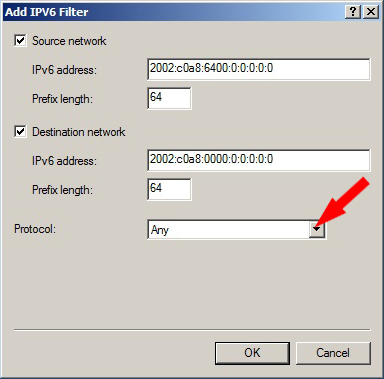 Add IPV6 Filter
Source network
IPv6 address: 2002:c0a8:6400:0:0:0:0:0
Prefix length: 64
Destination network
IPv6 address: 2002:c0a8:0000:0:0:0:0:0
Prefix length: 64
Protocol: Any
OK Cancel